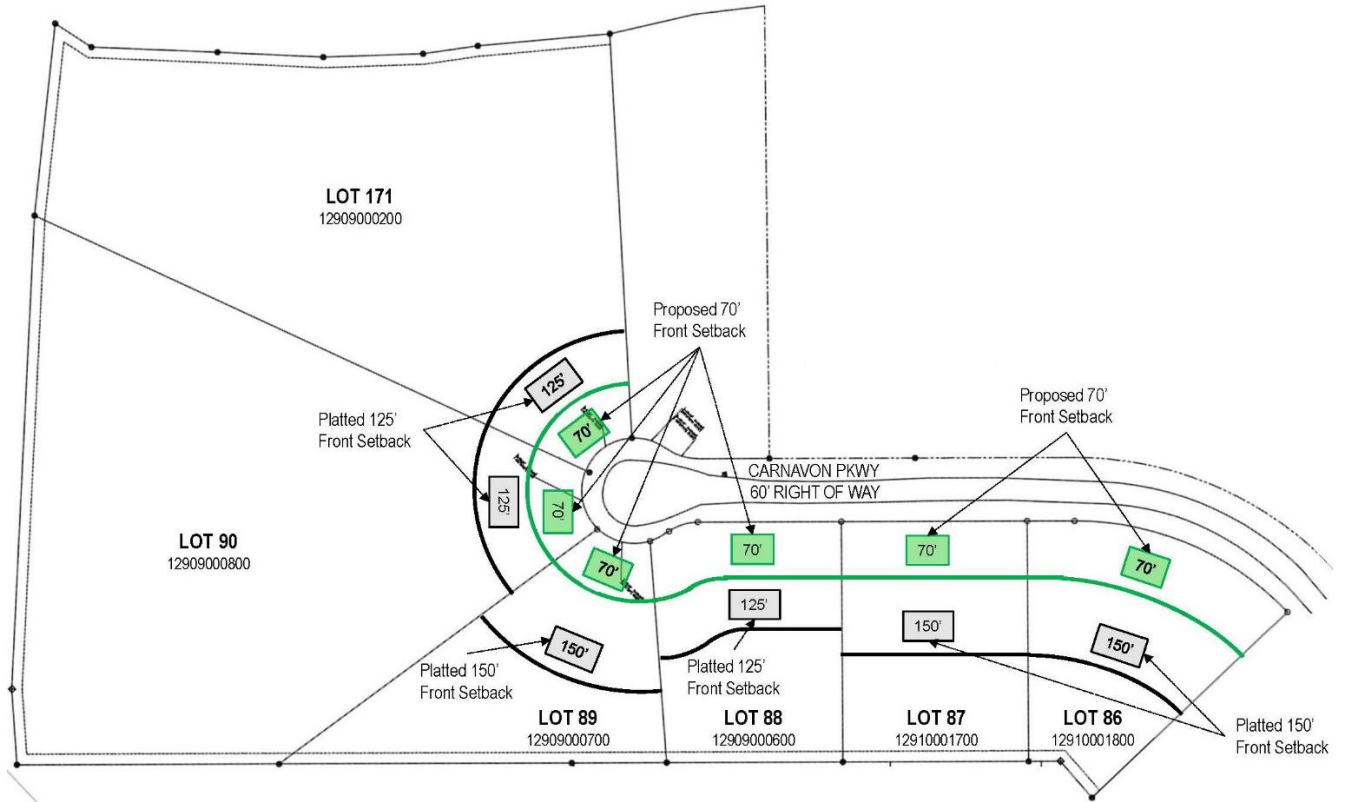 LOT 171
12909000200
Proposed 70'
Front Setback
125'
Platted 125'
Front Setback
70'
Proposed 70'
Front Setback
CARNAVON PKWY
60' RIGHT OF WAY
125'
70'
LOT 90
12909000800
70'
70'
70'
70'
125'
150'
150'
150'
Platted 150'
Front Setback
Platted 125'
Front Setback
LOT 89
12909000700
LOT 88
12909000600
LOT 87
12910001700
LOT 86
12910001800
Platted 150'
Front Setback